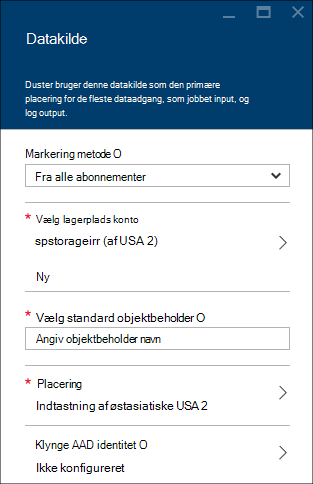 Datakilde
Duster bruger denne datakilde som den primære
placering for de fleste dataadgang, som jobbet input, og
log output.
Markering metode O
Fra alle abonnementer
* Vælg lagerplads konto
spstorageirr (af USA 2)
Ny
* Vælg standard objektbeholder O
Angiv objektbeholder navn
* Placering
Indtastning af østasiatiske USA 2
Klynge AAD identitet O
Ikke konfigureret